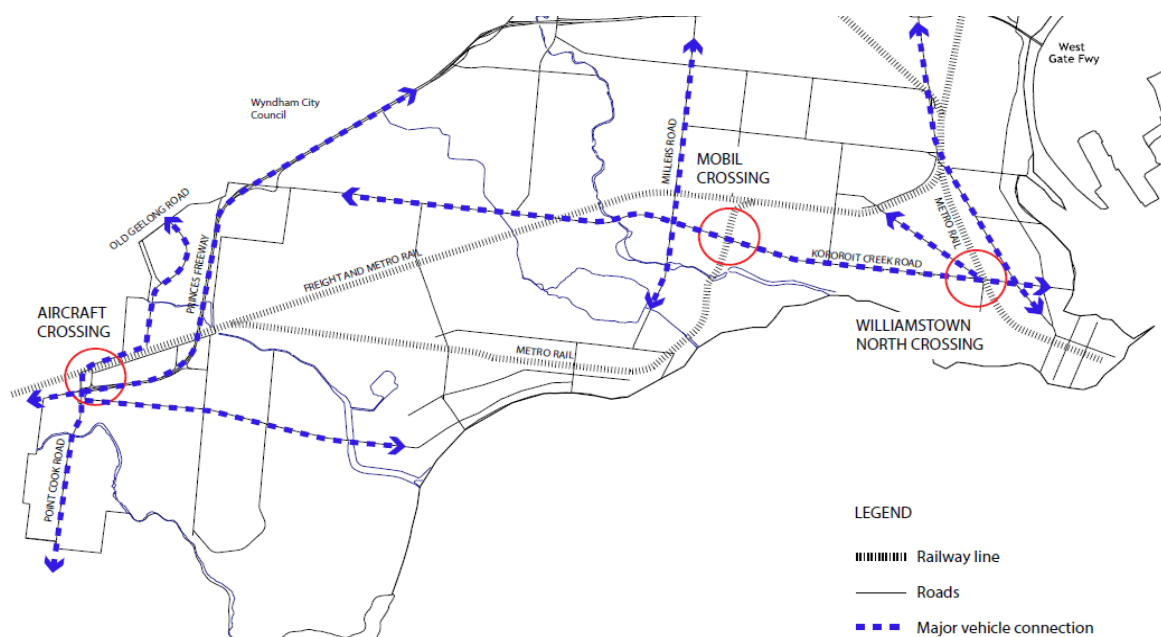 West
Gate Fwy
Wyndham City
Council
MILLERS ROAD
MOBIL
CROSSING
OLD GEELONG ROAD
PRINCES FREEWAY
FREIGHT AND METRO RAIL
METRO RAIL
KOROROIT CREEK ROAD
AIRCRAFT
CROSSING
WILLIAMSTOWN
NORTH CROSSING
METRO RAIL
POINT COOK ROAD
LEGEND
Railway line
Roads
Major vehicle connection